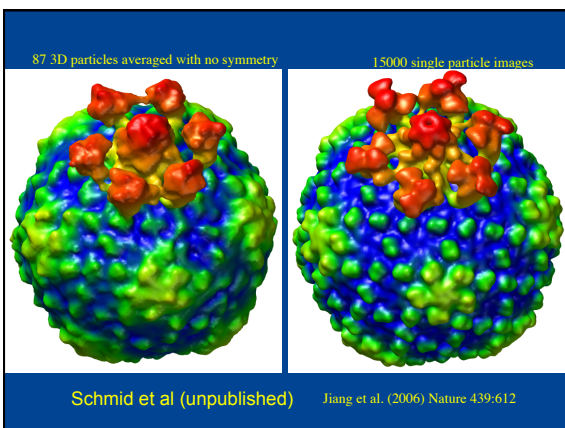 87 3D particles averaged with no symmetry
15000 single particle images
Schmid et al (unpublished)
Jiang et al. (2006) Nature 439:612